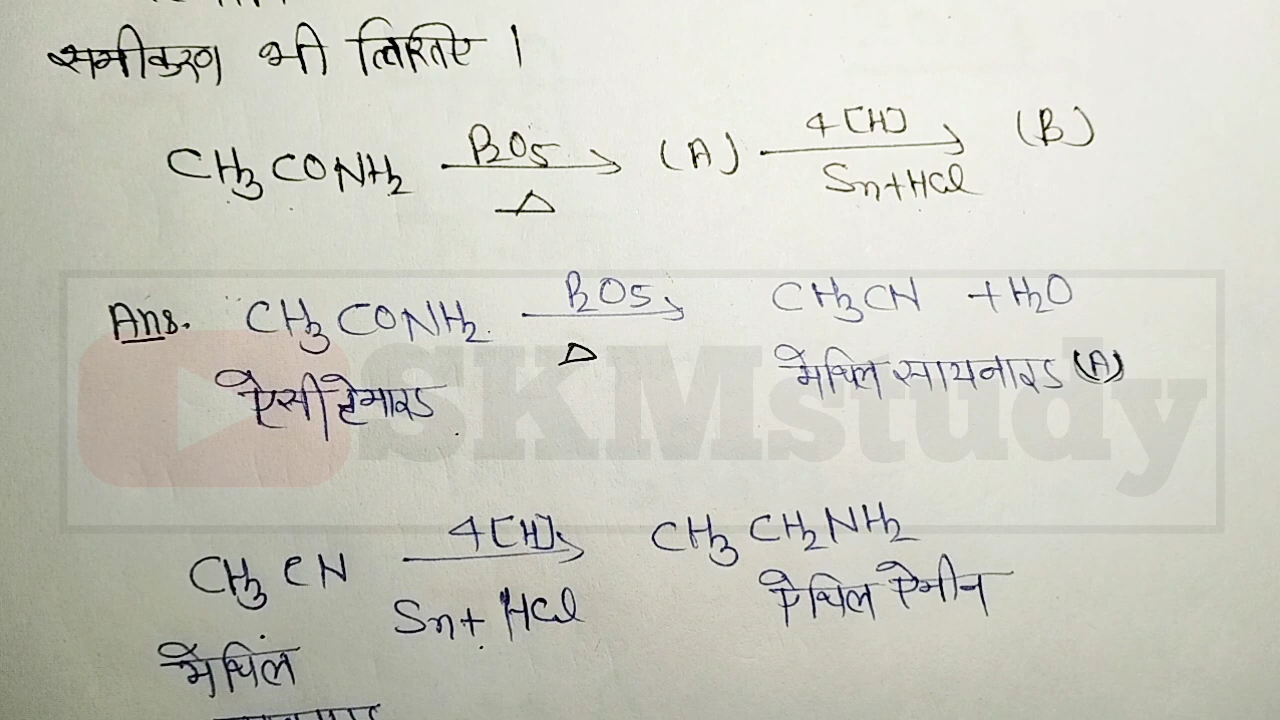 समीकरण भी लिखिए ।
CH3CONH2 P2O5 Δ (A) 4[H] Sn+HCl (B)
Ans. CH3CONH2 P2O5 Δ CH3CN + H2O
ऐसीटेमाइड मेथिल सायनाइड (A)
CH3CN 4[H] Sn+HCl CH3CH2NH2
मेथिल ऐथिल ऐमीन
SKMstudy